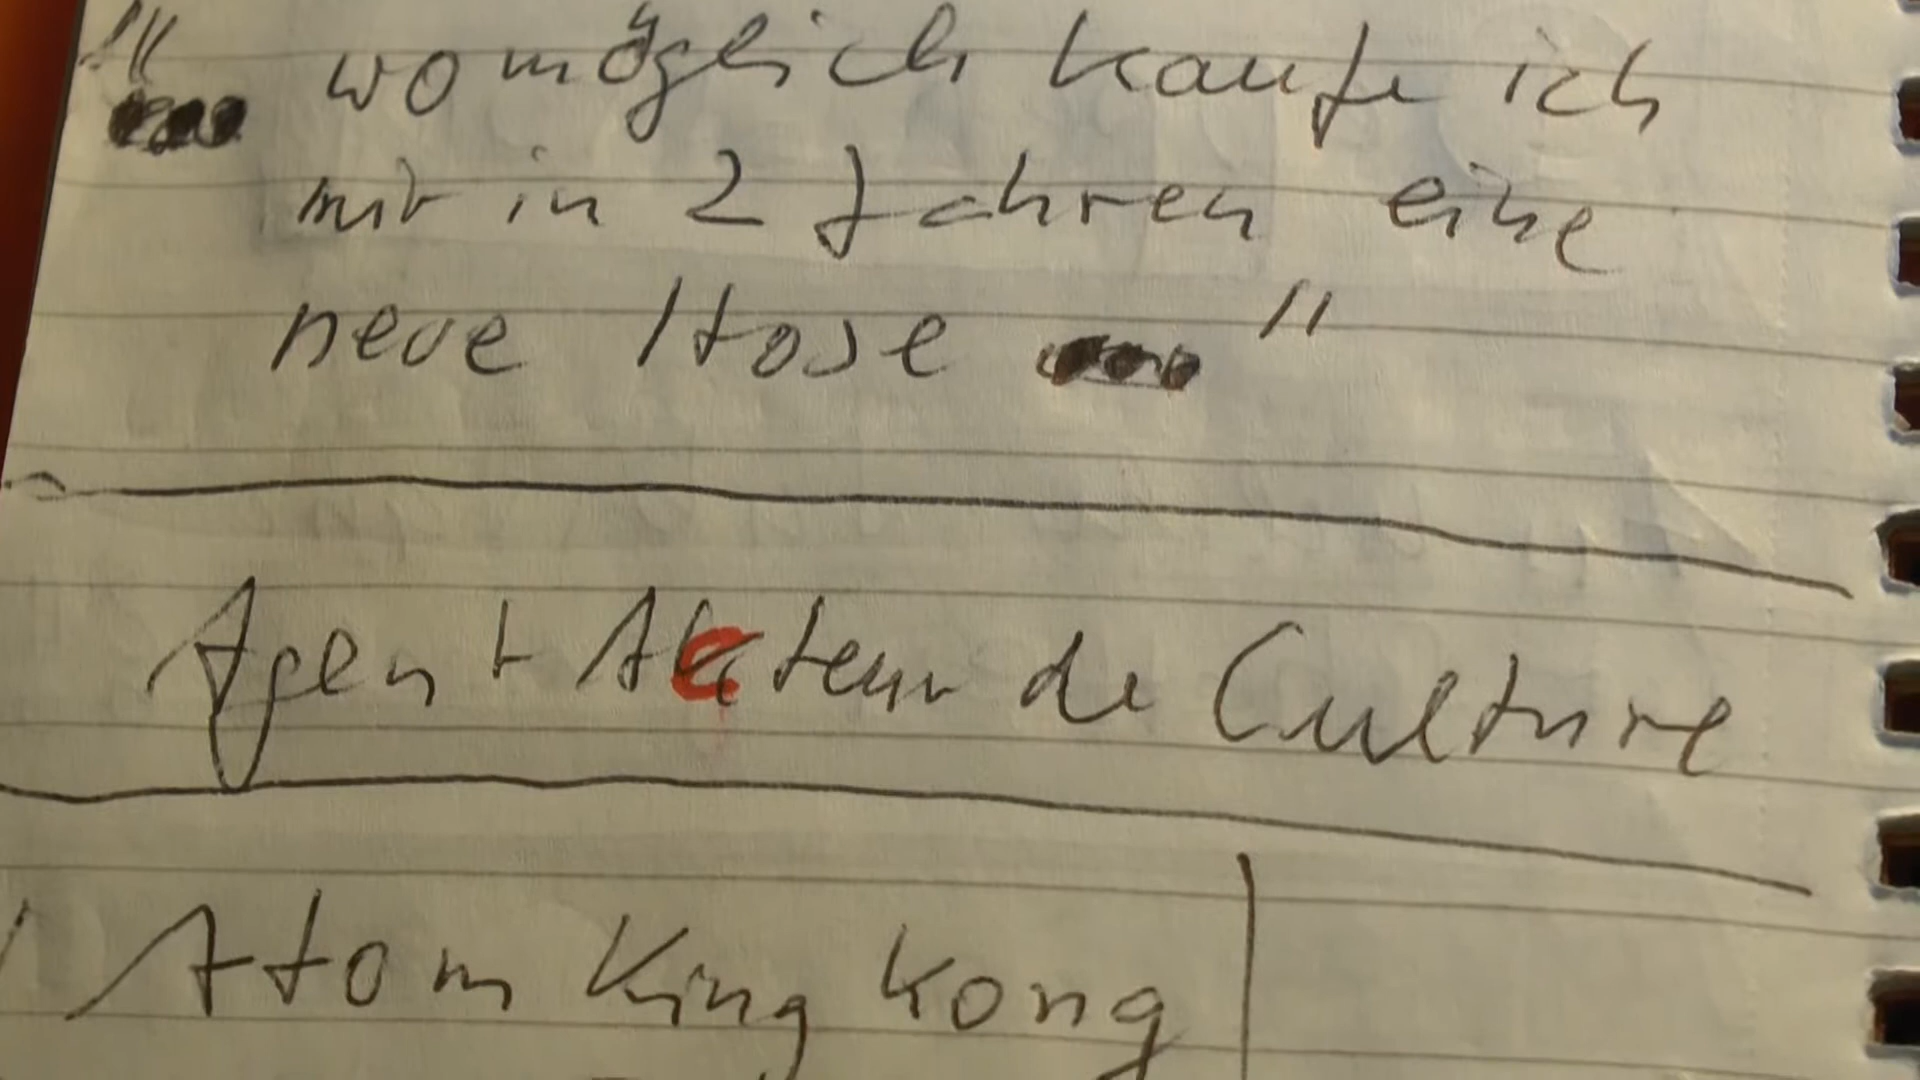 " womöglich kaufe ich
mir in 2 Jahren eine
neue Hose "
Agent Acteur de Culture
Atom King Kong